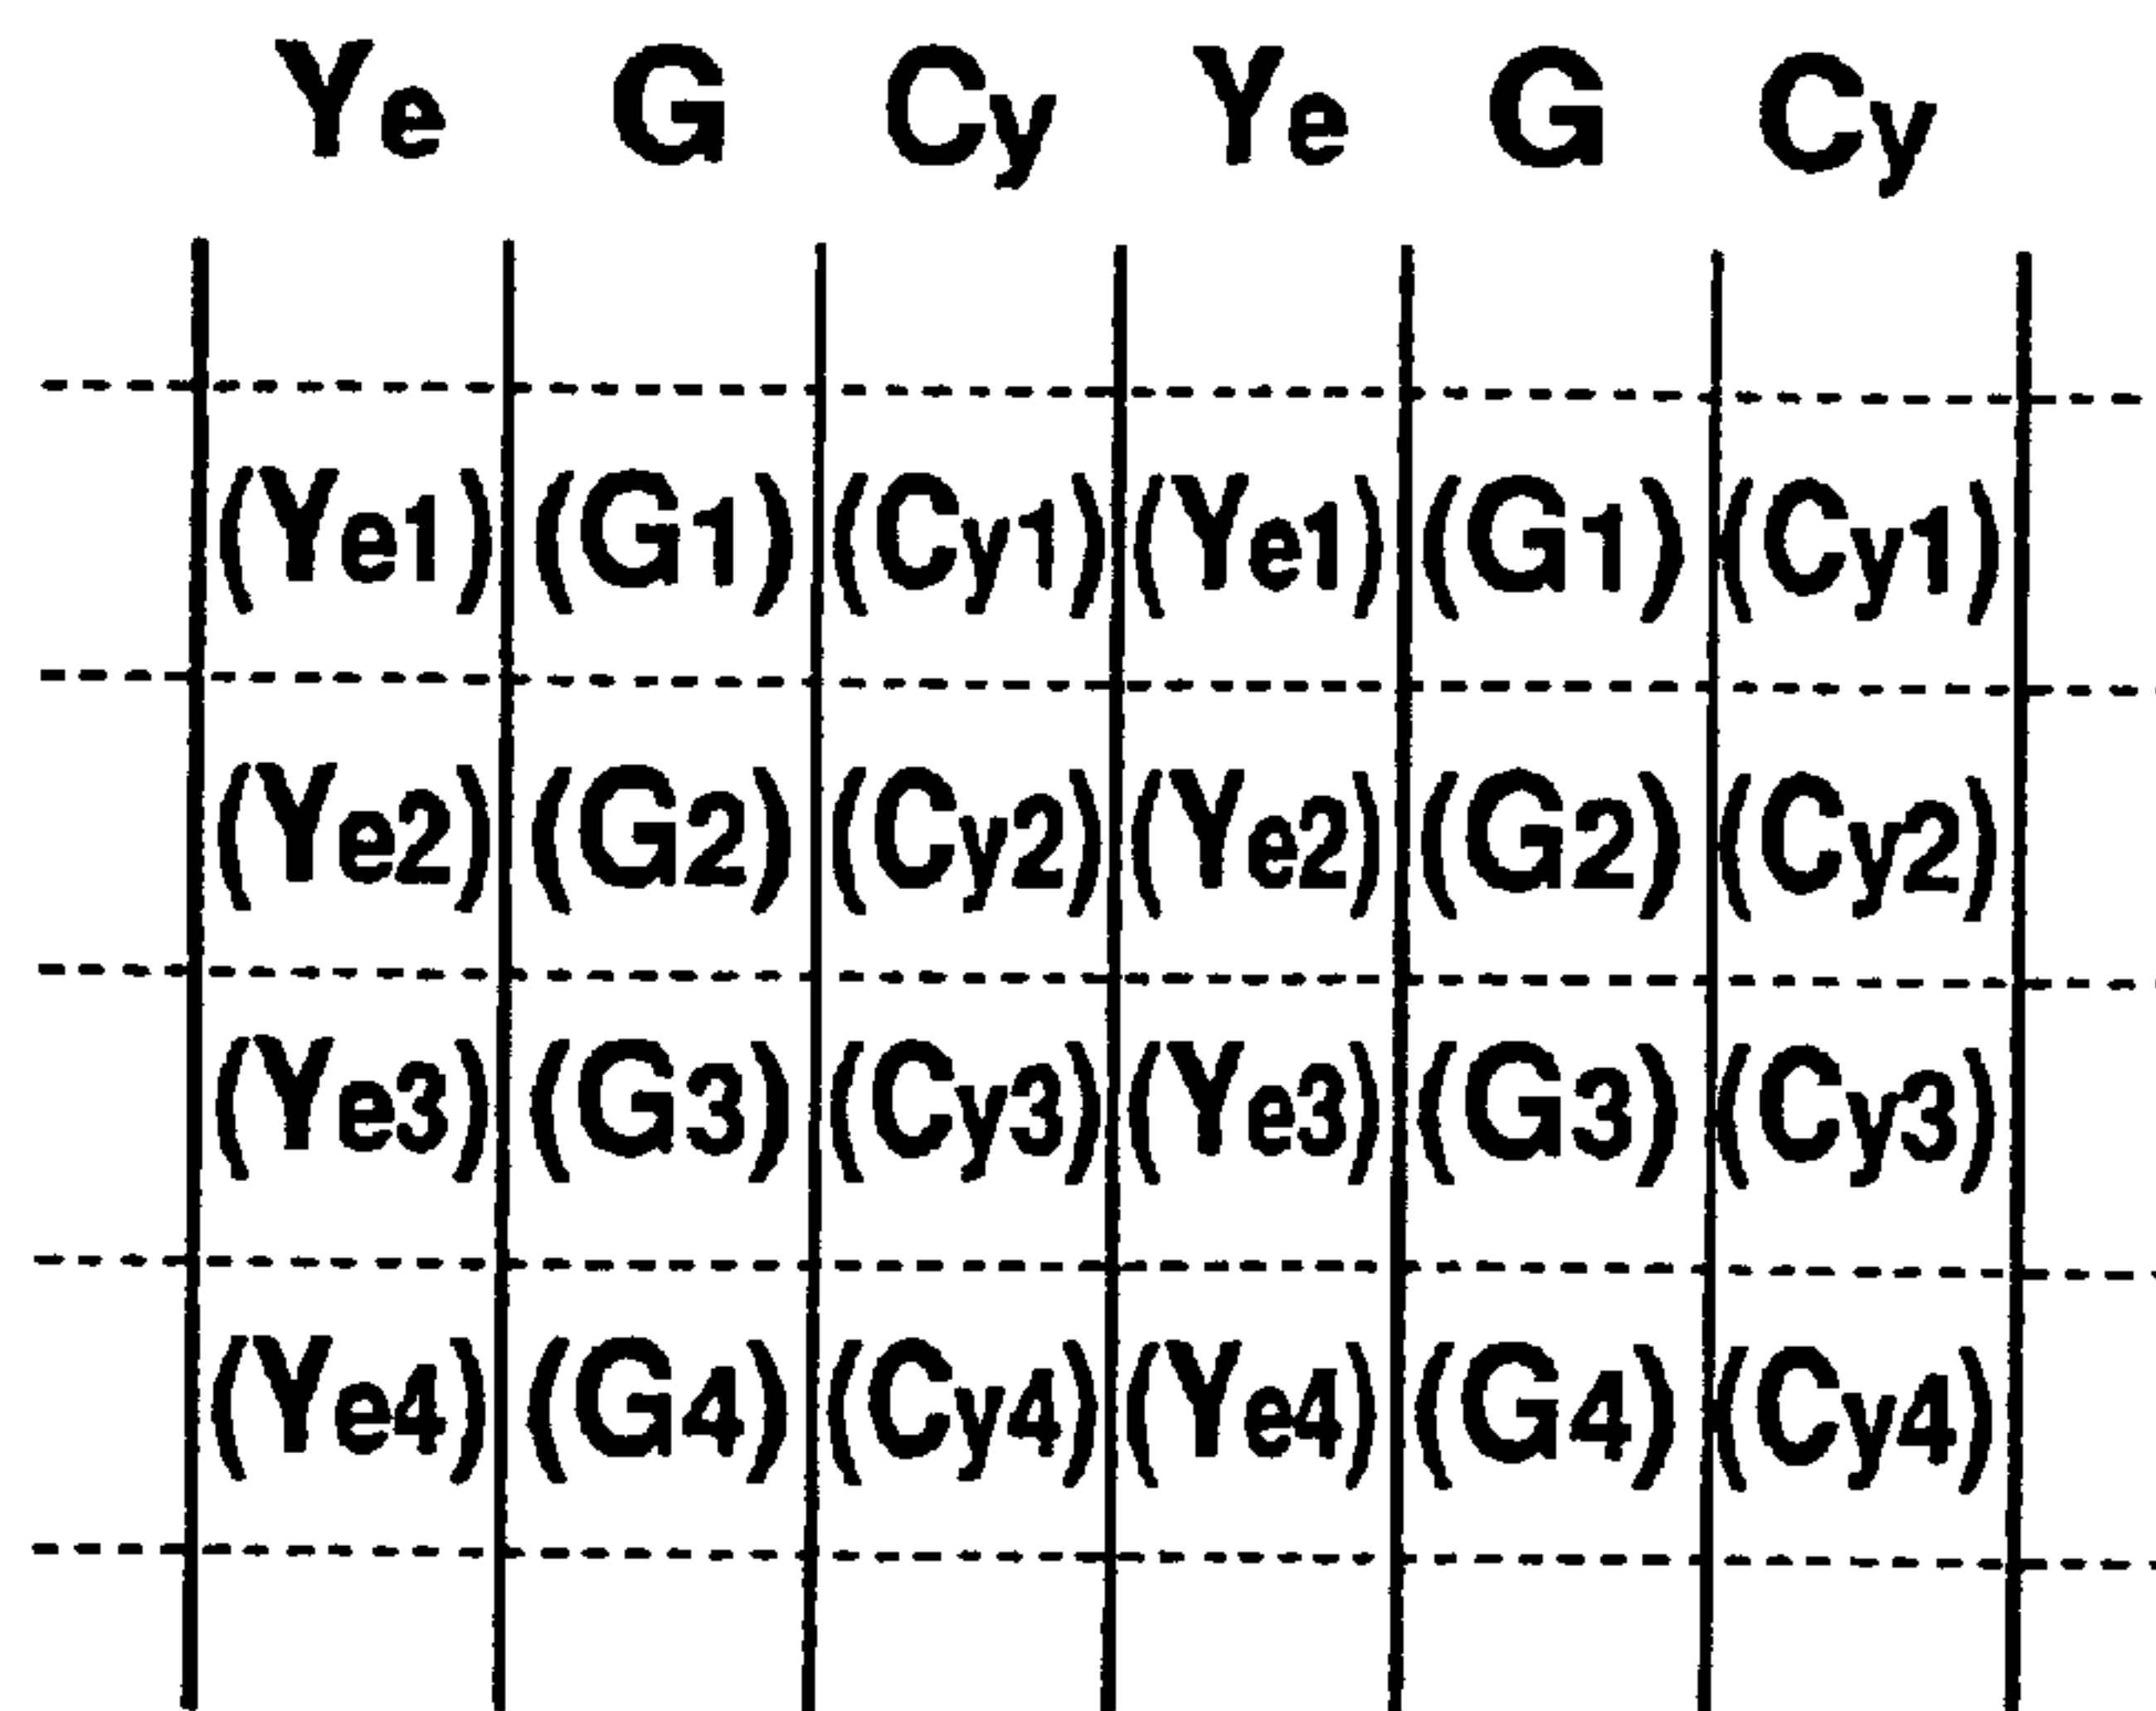 Ye G Cy Ye G Cy
(Ye1) (G1) (Cy1) (Ye1) (G1) (Cy1)
(Ye2) (G2) (Cy2) (Ye2) (G2) (Cy2)
(Ye3) (G3) (Cy3) (Ye3) (G3) (Cy3)
(Ye4) (G4) (Cy4) (Ye4) (G4) (Cy4)